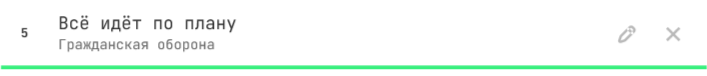 5
Всё идёт по плану
Гражданская оборона